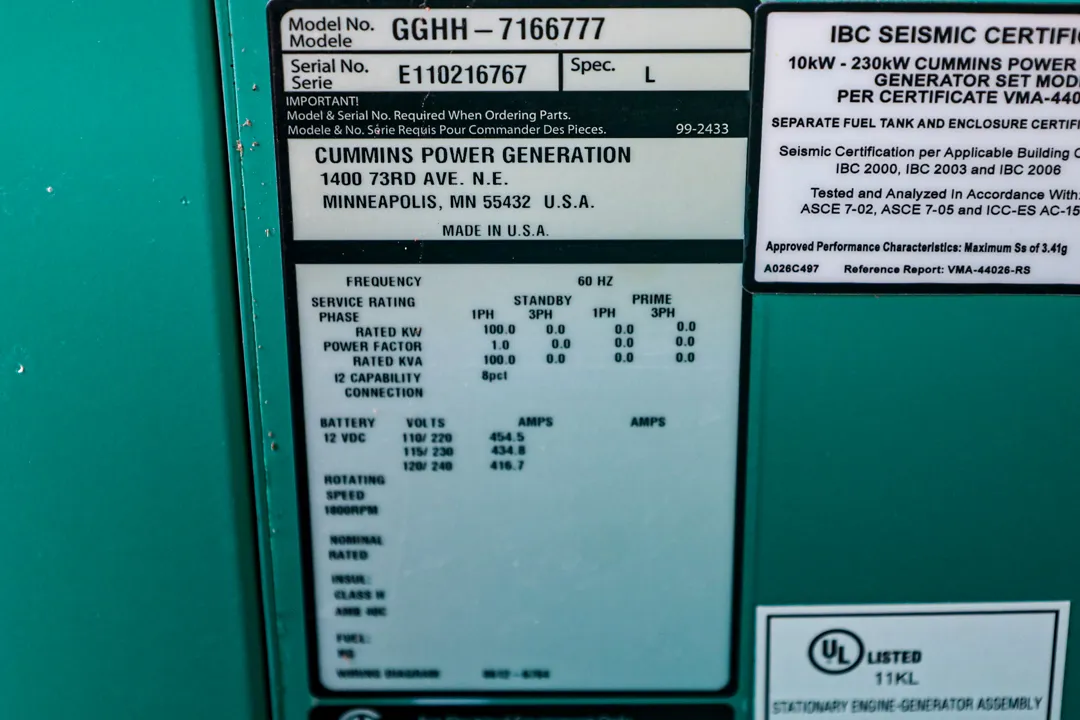 Model No. GGHH-7166777
Modele
Serial No. E110216767 Spec. L
Serie
IMPORTANT!
Model & Serial No. Required When Ordering Parts.
Modele & No. Série Requis Pour Commander Des Pieces. 99-2433
CUMMINS POWER GENERATION
1400 73RD AVE. N.E.
MINNEAPOLIS, MN 55432 U.S.A.
MADE IN U.S.A.
FREQUENCY 60 HZ
SERVICE RATING STANDBY PRIME
PHASE 1PH 3PH 1PH 3PH
RATED KW 100.0 0.0 0.0 0.0
POWER FACTOR 1.0 0.0 0.0 0.0
RATED KVA 100.0 0.0 0.0 0.0
I2 CAPABILITY 8pct
CONNECTION
BATTERY VOLTS AMPS AMPS
12 VDC 110/ 220 454.5
115/ 230 434.8
120/ 240 416.7
ROTATING
SPEED
1800RPM
NOMINAL
RATED
INSUL:
CLASS H
AMB 40C
FUEL:
WIRING DIAGRAM
IBC SEISMIC CERTIFIC
10kW - 230kW CUMMINS POWER
GENERATOR SET MOD
PER CERTIFICATE VMA-440
SEPARATE FUEL TANK AND ENCLOSURE CERTIFI
Seismic Certification per Applicable Building
IBC 2000, IBC 2003 and IBC 2006
Tested and Analyzed In Accordance With:
ASCE 7-02, ASCE 7-05 and ICC-ES AC-15
Approved Performance Characteristics: Maximum Ss of 3.41g
A026C497 Reference Report: VMA-44026-RS
UL LISTED
11KL
STATIONARY ENGINE-GENERATOR ASSEMBLY